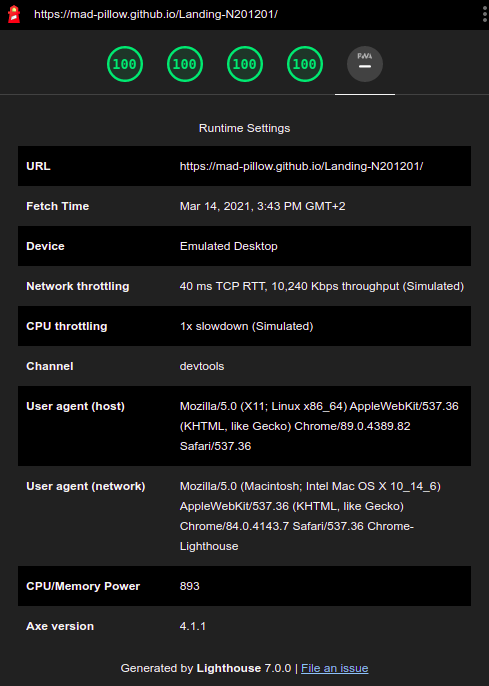 https://mad-pillow.github.io/Landing-N201201/
100 100 100 100 PWA
Runtime Settings
URL https://mad-pillow.github.io/Landing-N201201/
Fetch Time Mar 14, 2021, 3:43 PM GMT+2
Device Emulated Desktop
Network throttling 40 ms TCP RTT, 10,240 Kbps throughput (Simulated)
CPU throttling 1x slowdown (Simulated)
Channel devtools
User agent (host) Mozilla/5.0 (X11; Linux x86_64) AppleWebKit/537.36
(KHTML, like Gecko) Chrome/89.0.4389.82
Safari/537.36
User agent (network) Mozilla/5.0 (Macintosh; Intel Mac OS X 10_14_6)
AppleWebKit/537.36 (KHTML, like Gecko)
Chrome/84.0.4143.7 Safari/537.36 Chrome-
Lighthouse
CPU/Memory Power 893
Axe version 4.1.1
Generated by Lighthouse 7.0.0 | File an issue